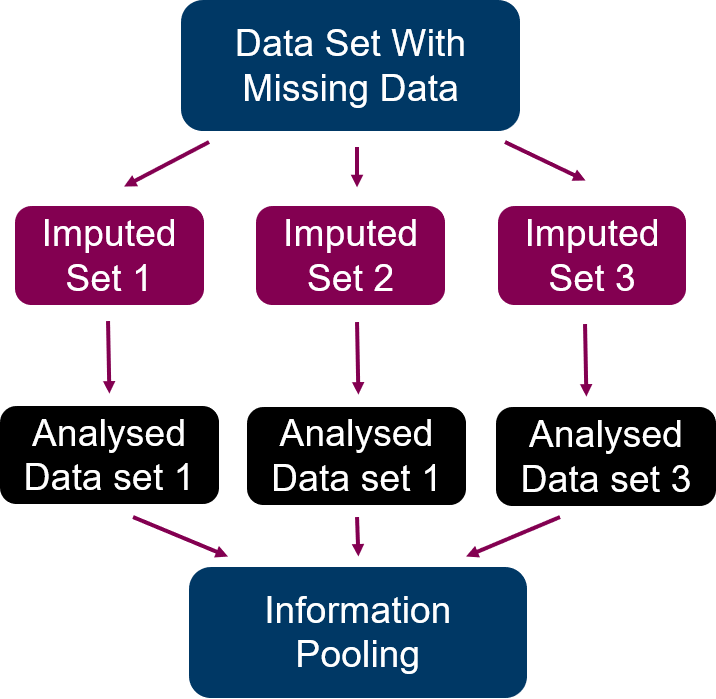 Data Set With
Missing Data
Imputed
Set 1
Imputed
Set 2
Imputed
Set 3
Analysed
Data set 1
Analysed
Data set 1
Analysed
Data set 3
Information
Pooling